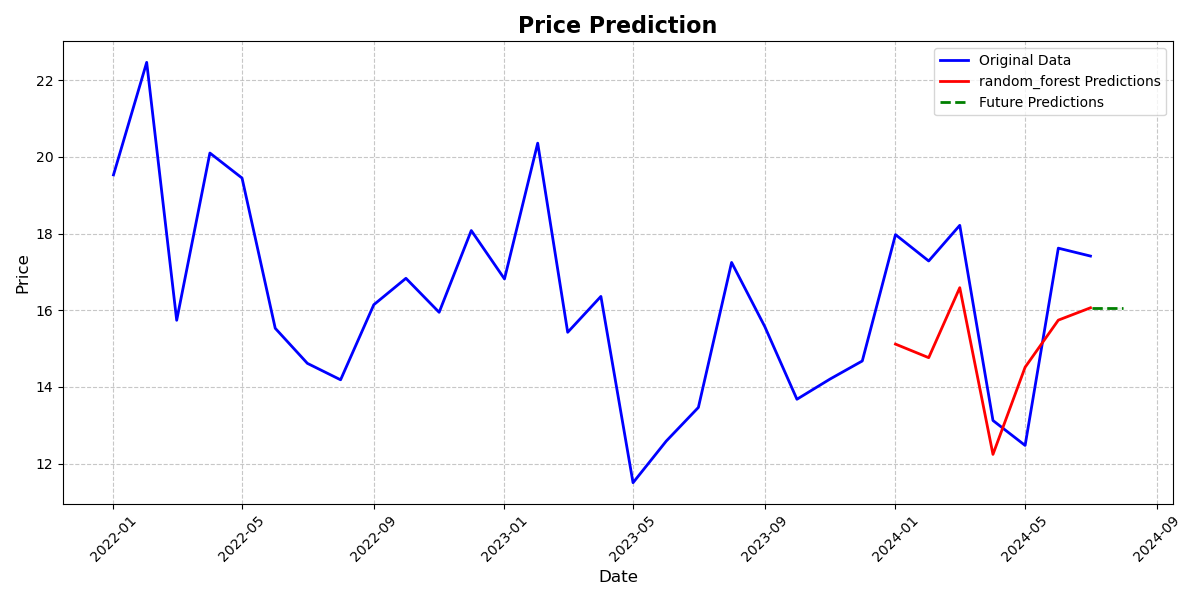 Price Prediction
Original Data
random_forest Predictions
Future Predictions
Price
22
20
18
16
14
12
2022-01
2022-05
2022-09
2023-01
2023-05
2023-09
2024-01
2024-05
2024-09
Date